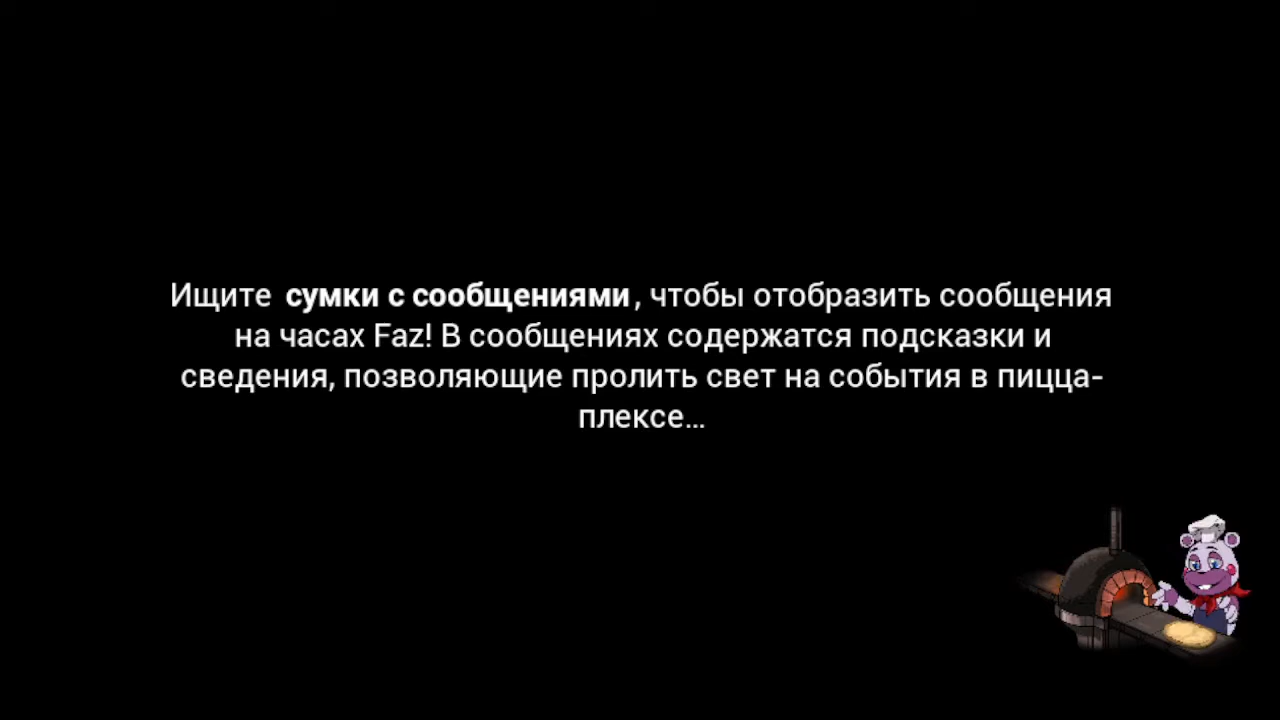 Ищите сумки с сообщениями, чтобы отобразить сообщения
на часах Faz! В сообщениях содержатся подсказки и
сведения, позволяющие пролить свет на события в пицца-
плексе...